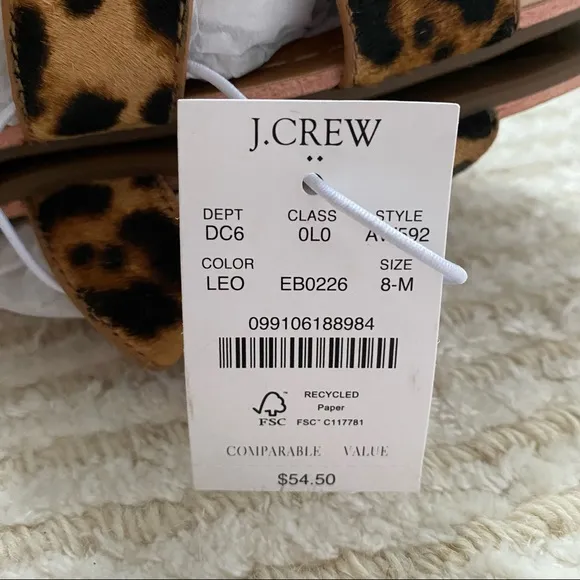 J.CREW
DEPT CLASS STYLE
DC6 0L0
COLOR SIZE
LEO EB0226 8-M
099106188984
RECYCLED
Paper
FSC FSC™ C117781
COMPARABLE VALUE
$54.50